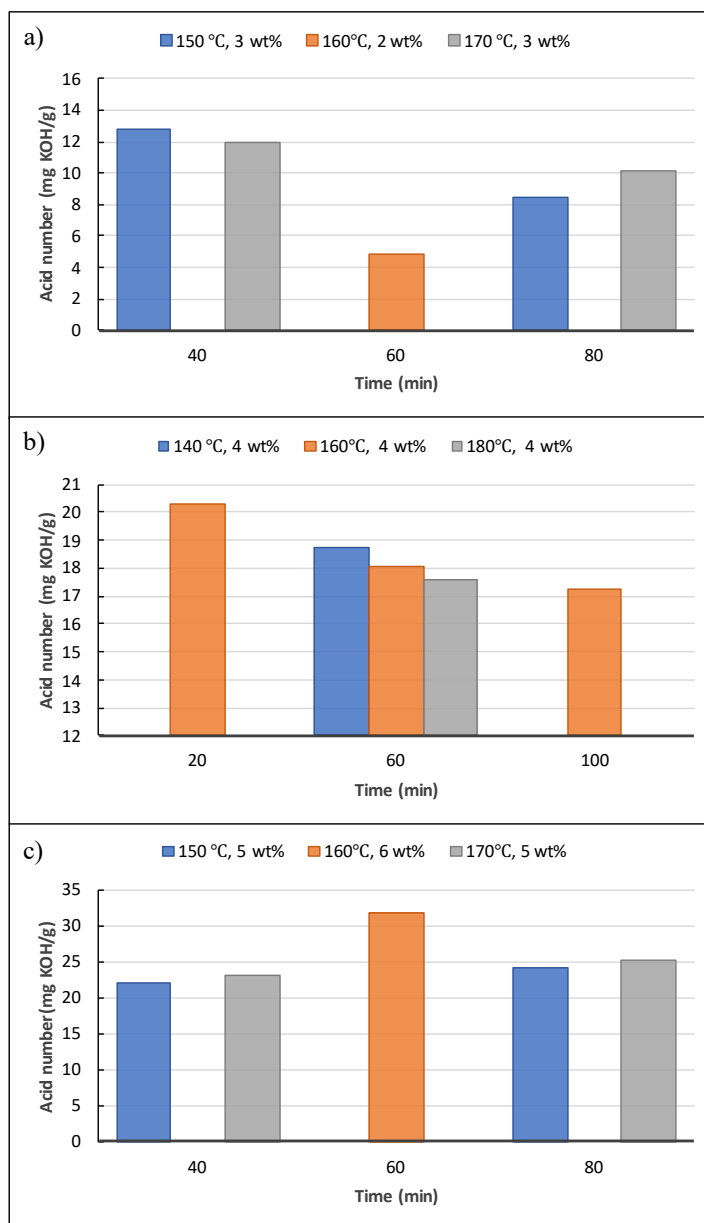 a)
150 °C, 3 wt% 160°C, 2 wt% 170 °C, 3 wt%
Acid number (mg KOH/g)
16
14
12
10
8
6
4
2
0
40 60 80
Time (min)
b)
140 °C, 4 wt% 160°C, 4 wt% 180°C, 4 wt%
Acid number (mg KOH/g)
21
20
19
18
17
16
15
14
13
12
20 60 100
Time (min)
c)
150 °C, 5 wt% 160°C, 6 wt% 170°C, 5 wt%
Acid number(mg KOH/g)
35
30
25
20
15
10
5
0
40 60 80
Time (min)